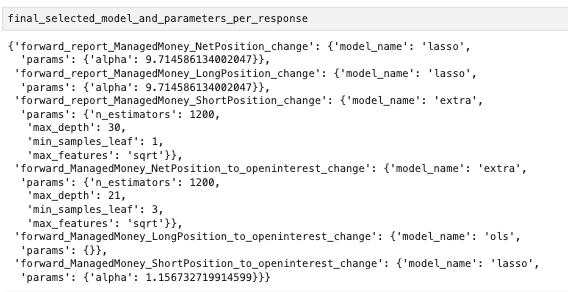 final_selected_model_and_parameters_per_response
{'forward_report_ManagedMoney_NetPosition_change': {'model_name': 'lasso',
'params': {'alpha': 9.714586134002047}},
'forward_report_ManagedMoney_LongPosition_change': {'model_name': 'lasso',
'params': {'alpha': 9.714586134002047}},
'forward_report_ManagedMoney_ShortPosition_change': {'model_name': 'extra',
'params': {'n_estimators': 1200,
'max_depth': 30,
'min_samples_leaf': 1,
'max_features': 'sqrt'}},
'forward_ManagedMoney_NetPosition_to_openinterest_change': {'model_name': 'extra',
'params': {'n_estimators': 1200,
'max_depth': 21,
'min_samples_leaf': 3,
'max_features': 'sqrt'}},
'forward_ManagedMoney_LongPosition_to_openinterest_change': {'model_name': 'ols',
'params': {}},
'forward_ManagedMoney_ShortPosition_to_openinterest_change': {'model_name': 'lasso',
'params': {'alpha': 1.156732719914599}}}